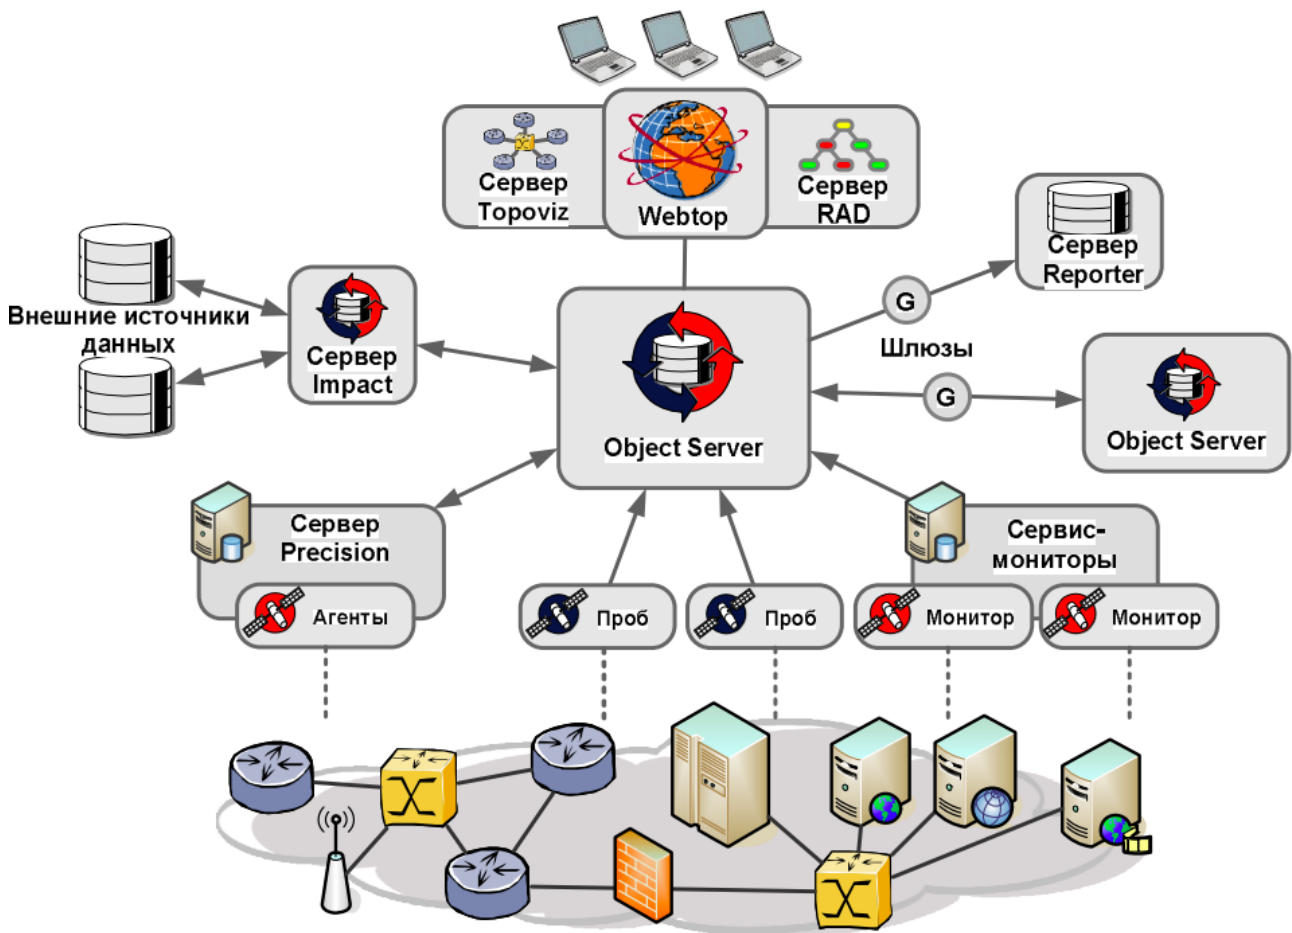 Сервер
Topoviz
Webtop
Сервер
RAD
Сервер
Reporter
G
Внешние источники
данных
Сервер
Impact
Шлюзы
G
Object Server
Object Server
Сервер
Precision
Сервис-
мониторы
Агенты
Проб
Проб
Монитор
Монитор